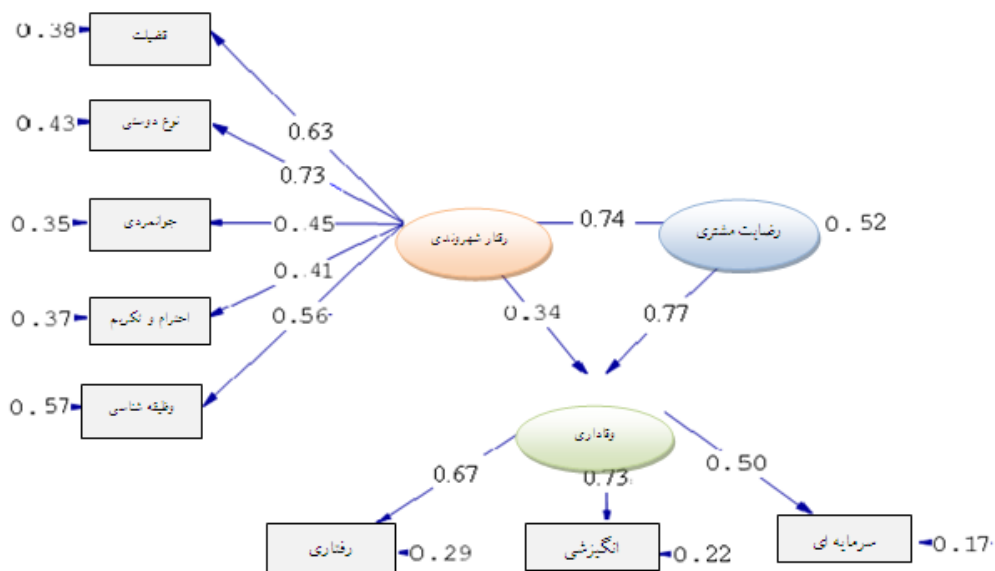 0.38
فضیلت
0.63
0.43
نوع دوستی
0.73
0.35
جوانمردی
0.45
رفتار شهروندی
0.74
رضایت مشتری
0.52
0.41
0.37
احترام و تکریم
0.56
0.34
0.77
0.57
وظیفه شناسی
وفاداری
0.67
0.73
0.50
رفتاری
0.29
انگیزشی
0.22
سرمایه ای
0.17